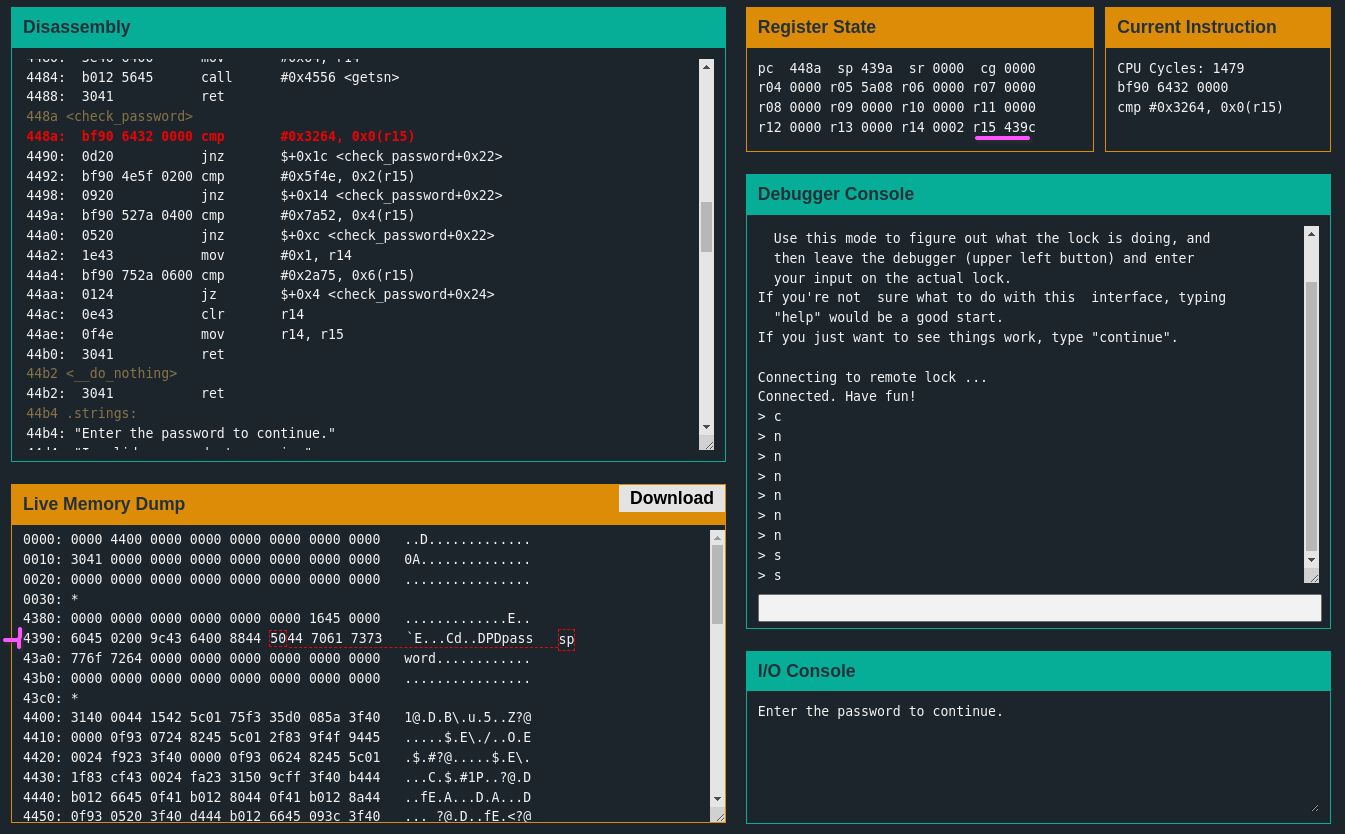 Disassembly
4484:  b012 5645      call      #0x4556 <getsn>
4488:  3041           ret
448a <check_password>
448a:  bf90 6432 0000 cmp       #0x3264, 0x0(r15)
4490:  0d20           jnz       $+0x1c <check_password+0x22>
4492:  bf90 4e5f 0200 cmp       #0x5f4e, 0x2(r15)
4498:  0920           jnz       $+0x14 <check_password+0x22>
449a:  bf90 527a 0400 cmp       #0x7a52, 0x4(r15)
44a0:  0520           jnz       $+0xc <check_password+0x22>
44a2:  1e43           mov       #0x1, r14
44a4:  bf90 752a 0600 cmp       #0x2a75, 0x6(r15)
44aa:  0124           jz        $+0x4 <check_password+0x24>
44ac:  0e43           clr       r14
44ae:  0f4e           mov       r14, r15
44b0:  3041           ret
44b2 <__do_nothing>
44b2:  3041           ret
44b4 .strings:
44b4: "Enter the password to continue."
Live Memory Dump
Download
0000: 0000 4400 0000 0000 0000 0000 0000 0000   ..D.............
0010: 3041 0000 0000 0000 0000 0000 0000 0000   0A..............
0020: 0000 0000 0000 0000 0000 0000 0000 0000   ................
0030: *
4380: 0000 0000 0000 0000 0000 0000 1645 0000   .............E..
4390: 6045 0200 9c43 6400 8844 5044 7061 7373   `E...Cd..DPDpass   sp
43a0: 776f 7264 0000 0000 0000 0000 0000 0000   word............
43b0: 0000 0000 0000 0000 0000 0000 0000 0000   ................
43c0: *
4400: 3140 0044 1542 5c01 75f3 35d0 085a 3f40   1@.D.B\.u.5..Z?@
4410: 0000 0f93 0724 8245 5c01 2f83 9f4f 9445   .....$.E\./..O.E
4420: 0024 f923 3f40 0000 0f93 0624 8245 5c01   .$.#?@.....$.E\.
4430: 1f83 cf43 0024 fa23 3150 9cff 3f40 b444   ...C.$.#1P..?@.D
4440: b012 6645 0f41 b012 8044 0f41 b012 8a44   ..fE.A...D.A...D
4450: 0f93 0520 3f40 d444 b012 6645 093c 3f40   ... ?@.D..fE.<?@
Register State
pc  448a  sp 439a  sr 0000  cg 0000
r04 0000 r05 5a08 r06 0000 r07 0000
r08 0000 r09 0000 r10 0000 r11 0000
r12 0000 r13 0000 r14 0002 r15 439c
Current Instruction
CPU Cycles: 1479
bf90 6432 0000
cmp #0x3264, 0x0(r15)
Debugger Console
Use this mode to figure out what the lock is doing, and
then leave the debugger (upper left button) and enter
your input on the actual lock.
If you're not  sure what to do with this  interface, typing
"help" would be a good start.
If you just want to see things work, type "continue".
Connecting to remote lock ...
Connected. Have fun!
> c
> n
> n
> n
> n
> n
> n
> s
> s
I/O Console
Enter the password to continue.